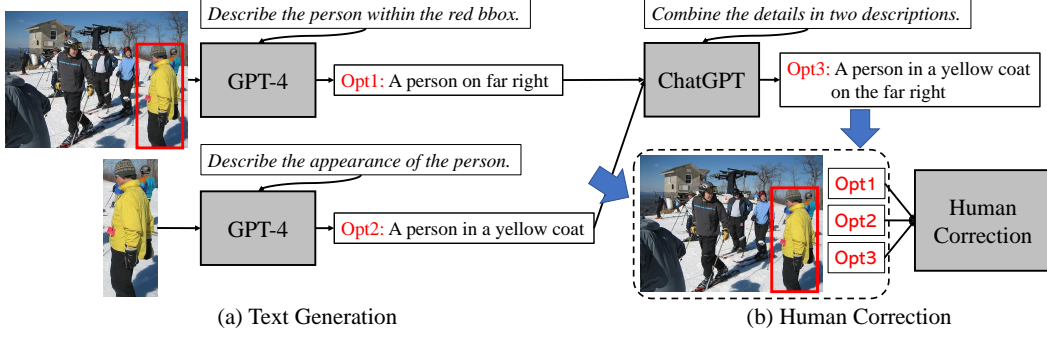 Describe the person within the red bbox.
GPT-4
Opt1: A person on far right
Describe the appearance of the person.
GPT-4
Opt2: A person in a yellow coat
(a) Text Generation
Combine the details in two descriptions.
ChatGPT
Opt3: A person in a yellow coat
on the far right
Opt1
Opt2
Opt3
Human
Correction
(b) Human Correction